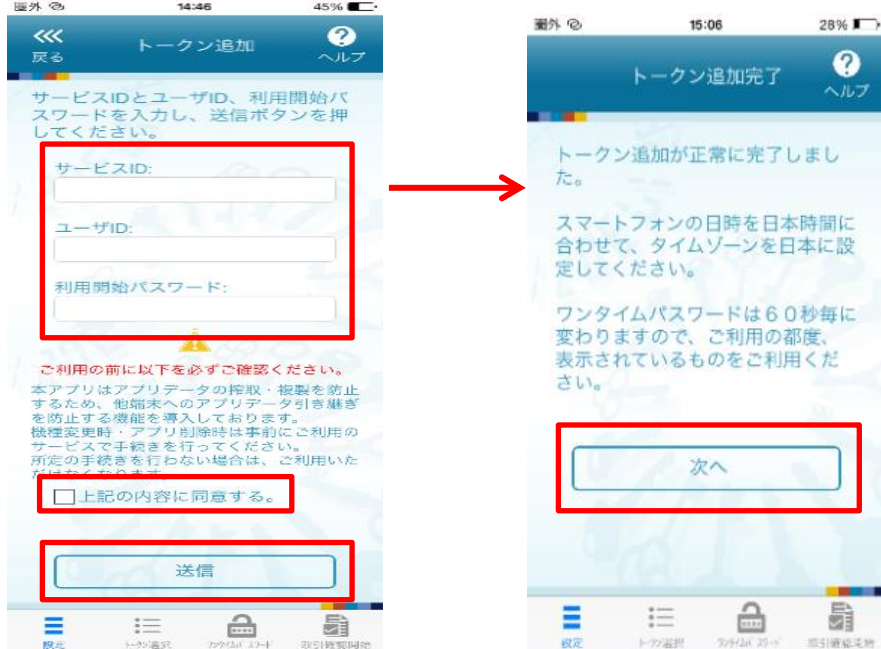 圏外
14:46
45%
戻る
トークン追加
ヘルプ
サービスIDとユーザID、利用開始パ
スワードを入力し、送信ボタンを押
してください。
サービスID:
ユーザID:
利用開始パスワード:
ご利用の前に以下を必ずご確認ください。
本アプリはアプリデータの搾取・複製を防止
するため、他端末へのアプリデータ引き継ぎ
を防止する機能を導入しております。
機種変更時・アプリ削除時は事前にご利用の
サービスで手続きを行ってください。
所定の手続きを行わない場合は、ご利用いた
だけなくなります。
上記の内容に同意する。
送信
設定
トークン選択
ワンタイムパスワード
取引確認開始
圏外
15:06
28%
トークン追加完了
ヘルプ
トークン追加が正常に完了しまし
た。
スマートフォンの日時を日本時間に
合わせて、タイムゾーンを日本に設
定してください。
ワンタイムパスワードは60秒毎に
変わりますので、ご利用の都度、
表示されているものをご利用くだ
さい。
次へ
設定
トークン選択
ワンタイムパスワード